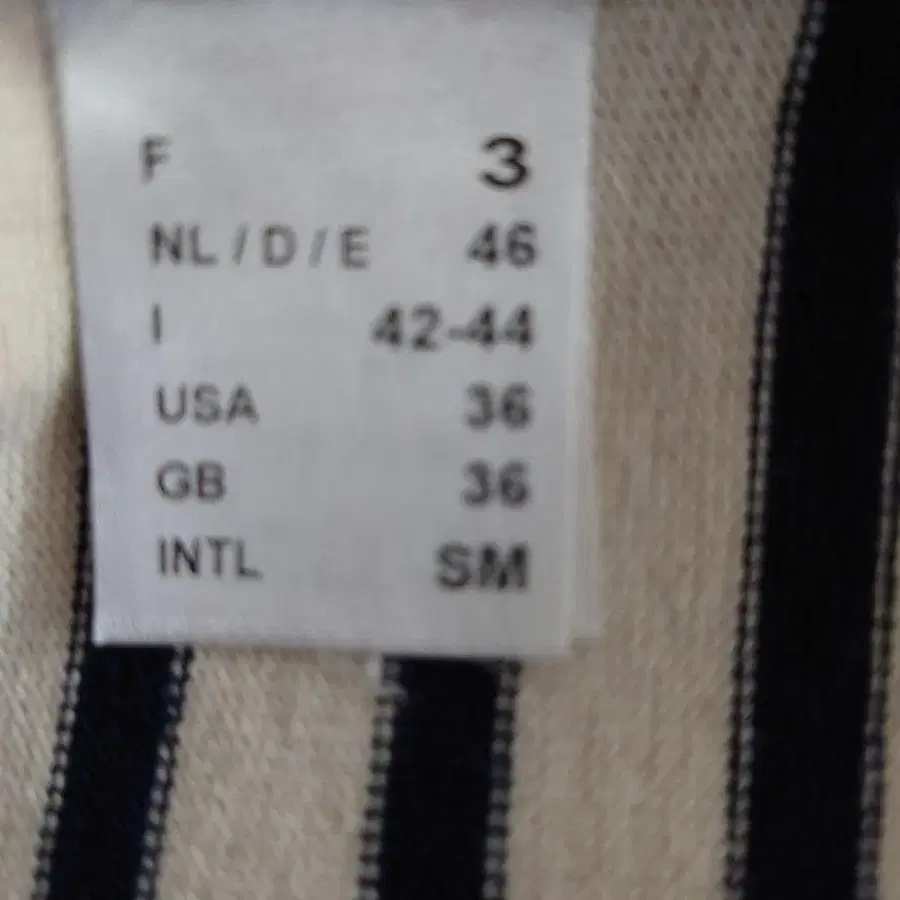 F 3
NL / D / E 46
I 42-44
USA 36
GB 36
INTL SM